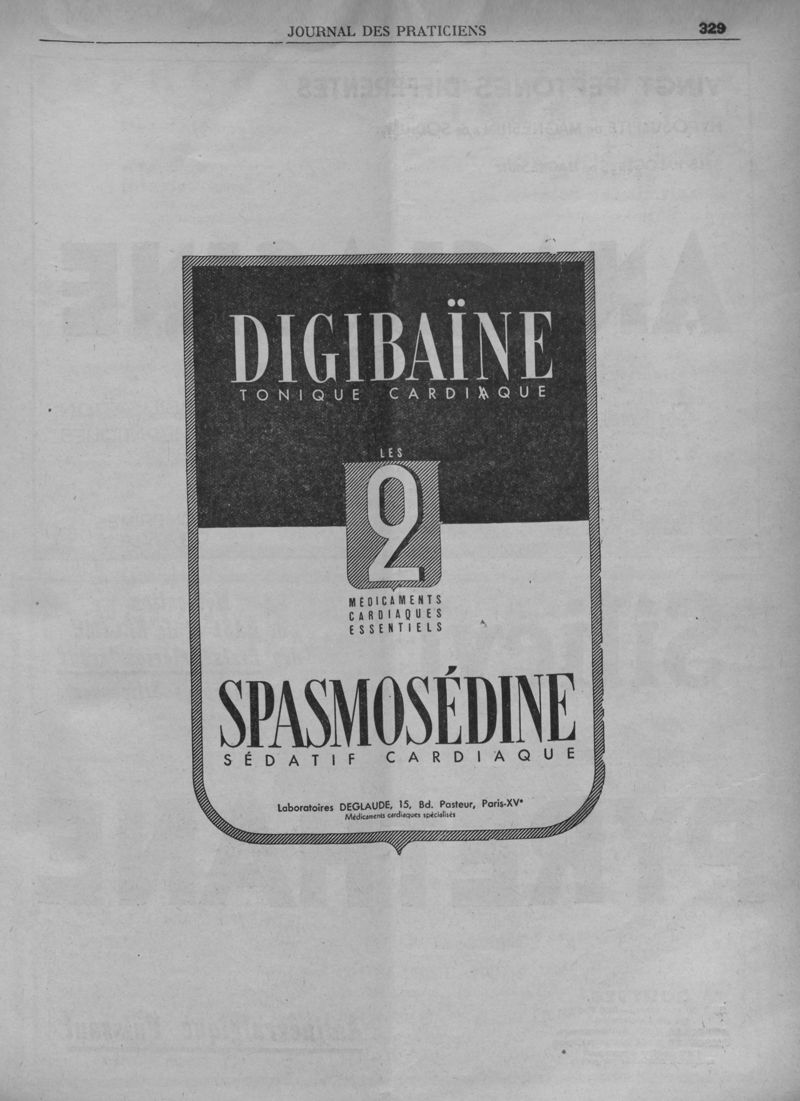 JOURNAL DES PRATICIENS 329
DIGIBAÏNE
TONIQUE CARDIAQUE
LES
2
MÉDICAMENTS
CARDIAQUES
ESSENTIELS
SPASMOSÉDINE
SÉDATIF CARDIAQUE
Laboratoires DEGLAUDE, 15, Bd. Pasteur, Paris-XVᵉ
Médicaments cardiaques spécialisés